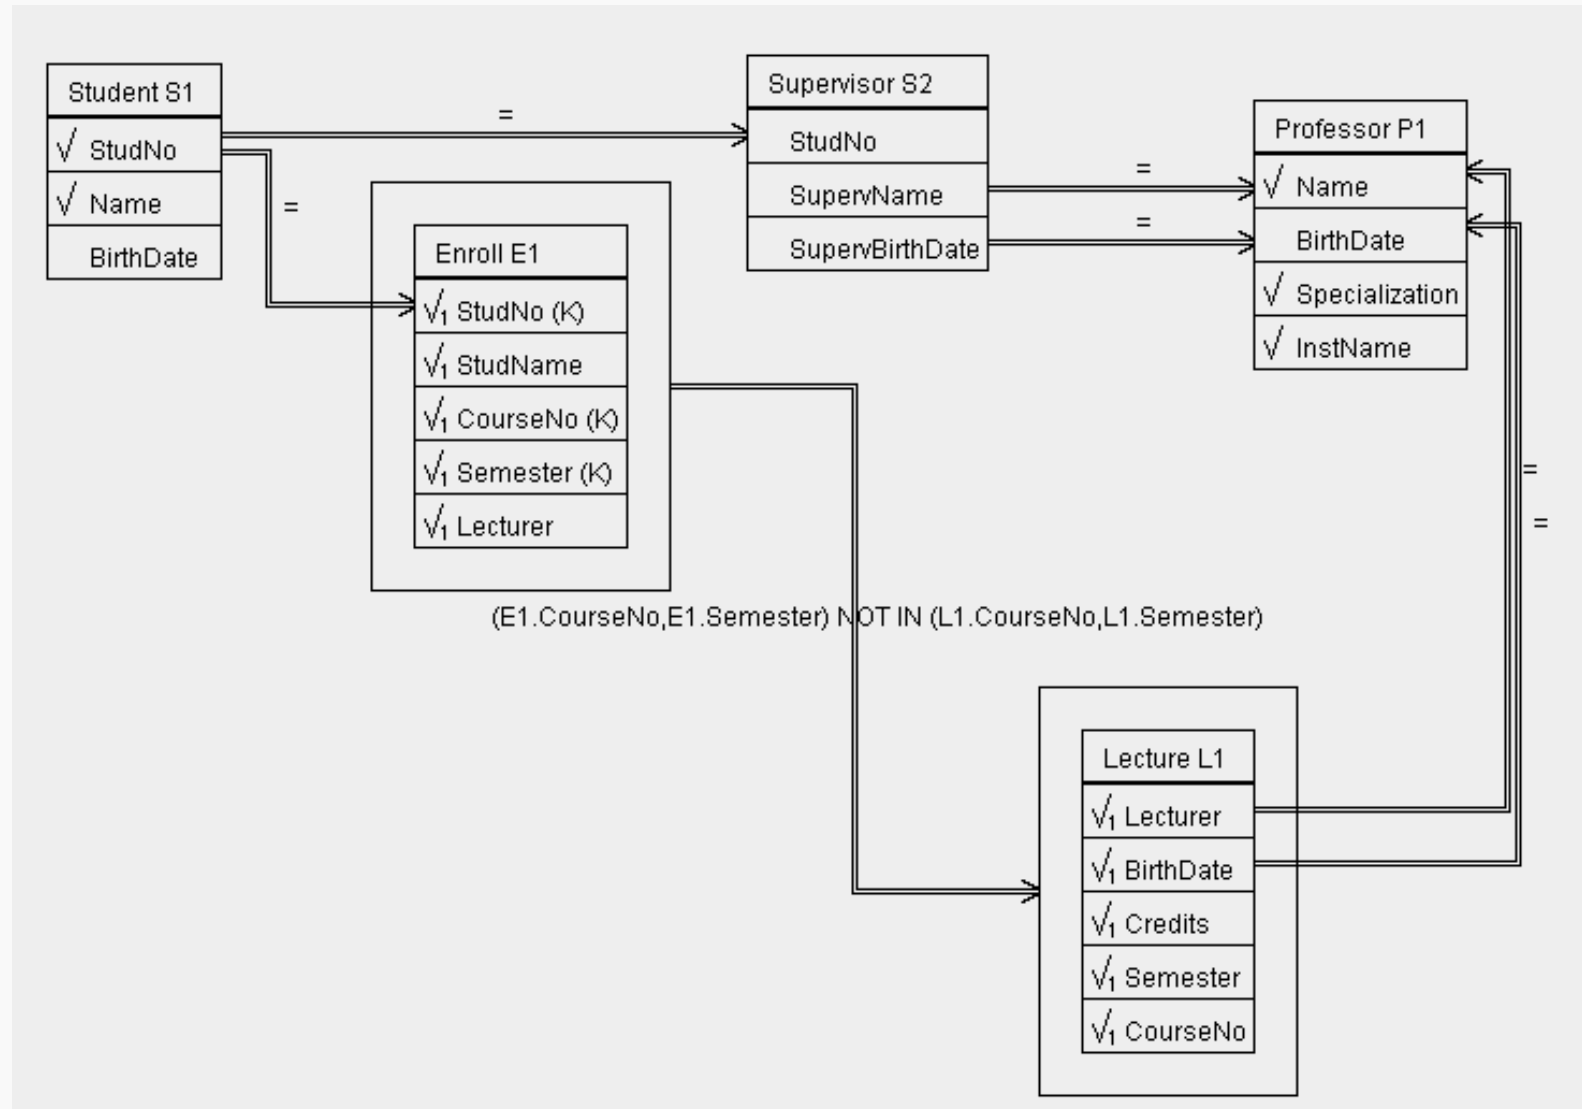 Student S1
√ StudNo
√ Name
BirthDate
=
=
Enroll E1
√1 StudNo (K)
√1 StudName
√1 CourseNo (K)
√1 Semester (K)
√1 Lecturer
Supervisor S2
StudNo
SupervName
SupervBirthDate
=
=
Professor P1
√ Name
BirthDate
√ Specialization
√ InstName
=
=
(E1.CourseNo,E1.Semester) NOT IN (L1.CourseNo,L1.Semester)
Lecture L1
√1 Lecturer
√1 BirthDate
√1 Credits
√1 Semester
√1 CourseNo